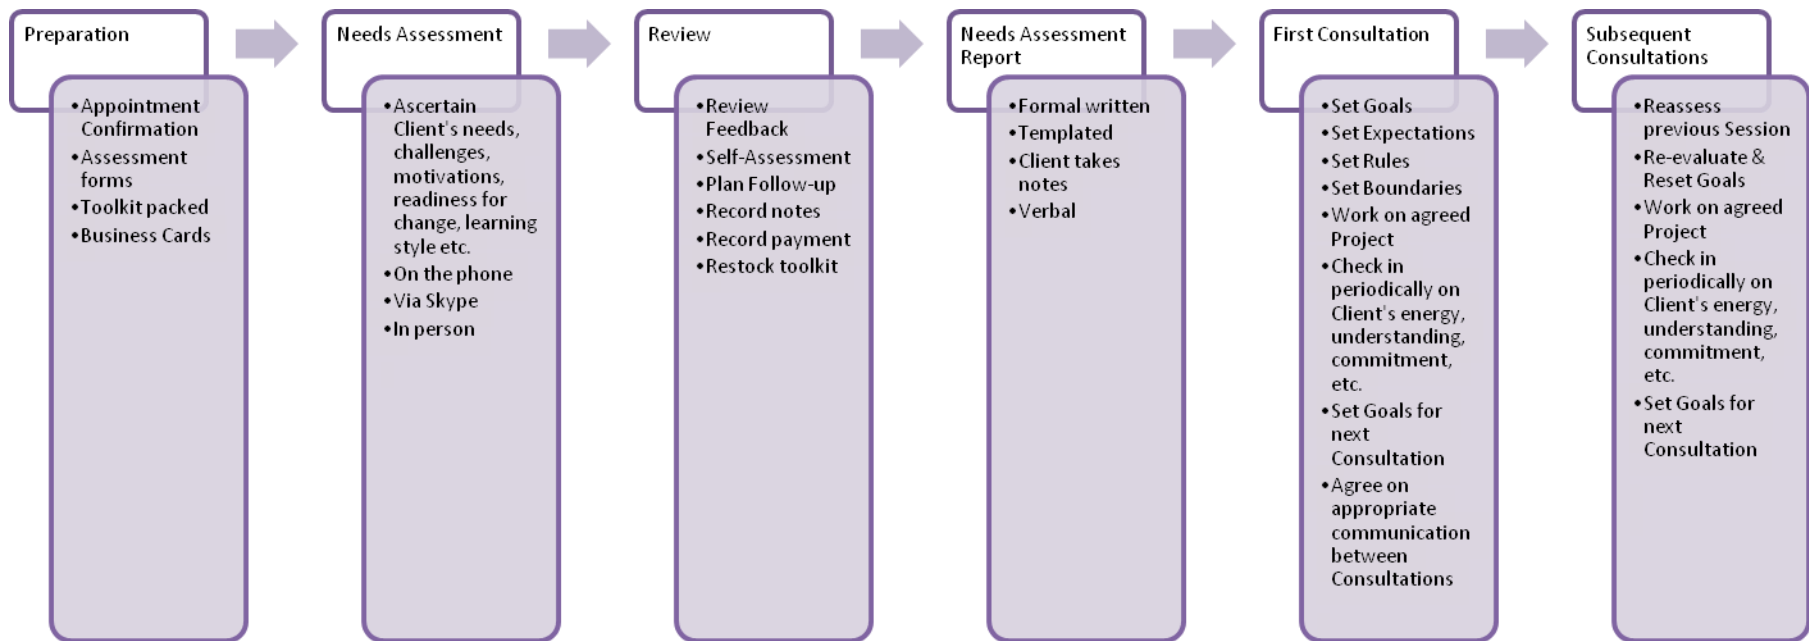 Preparation
• Appointment
Confirmation
• Assessment
forms
• Toolkit packed
• Business Cards
Needs Assessment
• Ascertain
Client's needs,
challenges,
motivations,
readiness for
change, learning
style etc.
• On the phone
• Via Skype
• In person
Review
• Review
Feedback
• Self-Assessment
• Plan Follow-up
• Record notes
• Record payment
• Restock toolkit
Needs Assessment
Report
• Formal written
• Templated
• Client takes
notes
• Verbal
First Consultation
• Set Goals
• Set Expectations
• Set Rules
• Set Boundaries
• Work on agreed
Project
• Check in
periodically on
Client's energy,
understanding,
commitment,
etc.
• Set Goals for
next
Consultation
• Agree on
appropriate
communication
between
Consultations
Subsequent
Consultations
• Reassess
previous Session
• Re-evaluate &
Reset Goals
• Work on agreed
Project
• Check in
periodically on
Client's energy,
understanding,
commitment,
etc.
• Set Goals for
next
Consultation